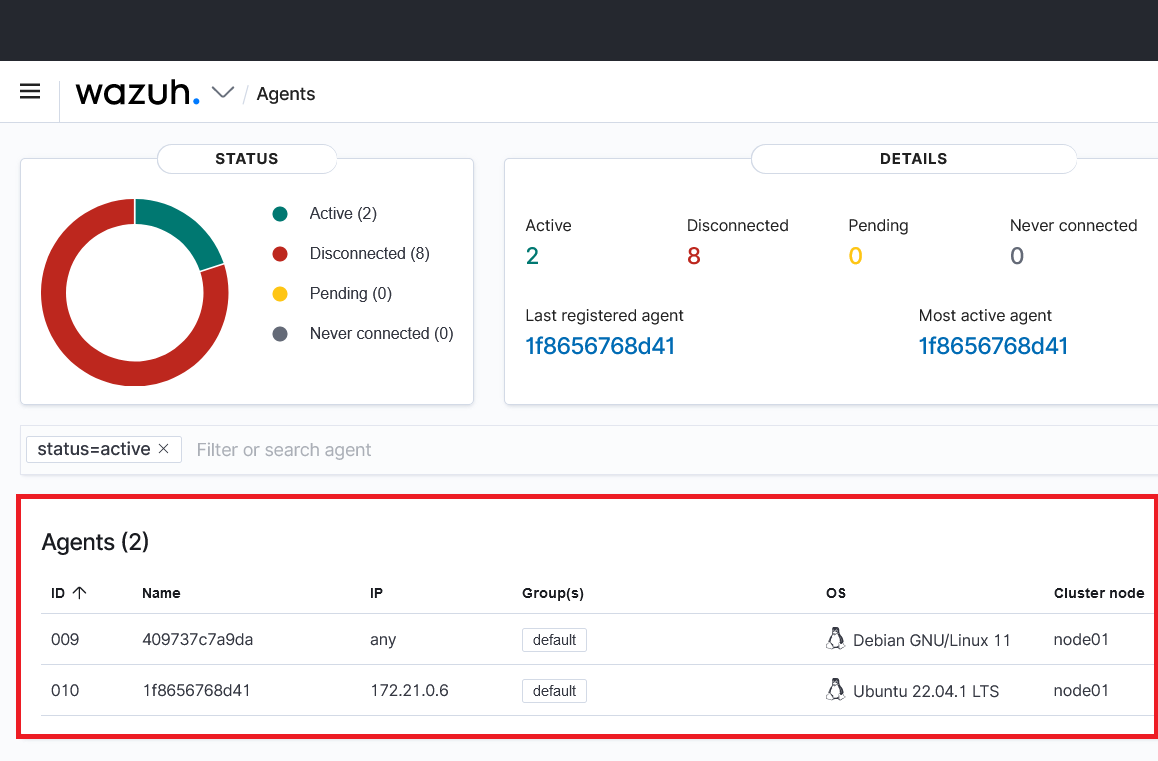 wazuh. / Agents
STATUS
Active (2)
Disconnected (8)
Pending (0)
Never connected (0)
DETAILS
Active Disconnected Pending Never connected
2 8 0 0
Last registered agent Most active agent
1f8656768d41 1f8656768d41
status=active × Filter or search agent
Agents (2)
ID ↑ Name IP Group(s) OS Cluster node
009 409737c7a9da any default Debian GNU/Linux 11 node01
010 1f8656768d41 172.21.0.6 default Ubuntu 22.04.1 LTS node01